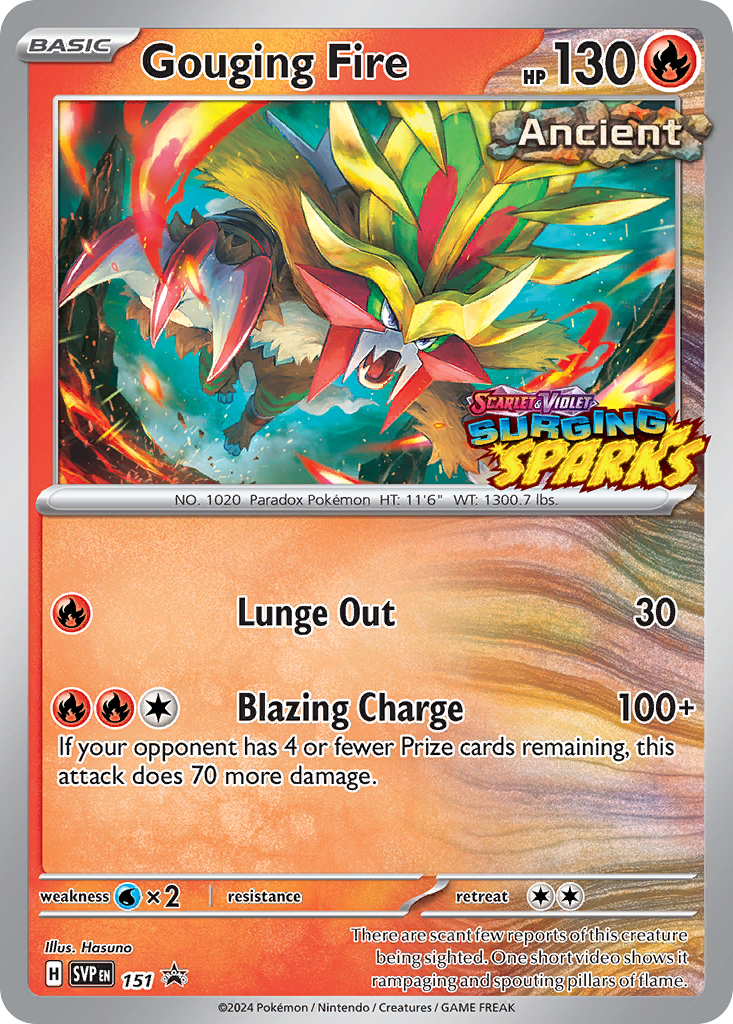 BASIC
Gouging Fire
HP 130
Ancient
SCARLET & VIOLET
SURGING
SPARKS
NO. 1020 Paradox Pokémon HT: 11'6" WT: 1300.7 lbs.
Lunge Out 30
Blazing Charge 100+
If your opponent has 4 or fewer Prize cards remaining, this
attack does 70 more damage.
weakness ×2 resistance retreat
Illus. Hasuno
There are scant few reports of this creature
being sighted. One short video shows it
rampaging and spouting pillars of flame.
H SVP EN 151
©2024 Pokémon / Nintendo / Creatures / GAME FREAK